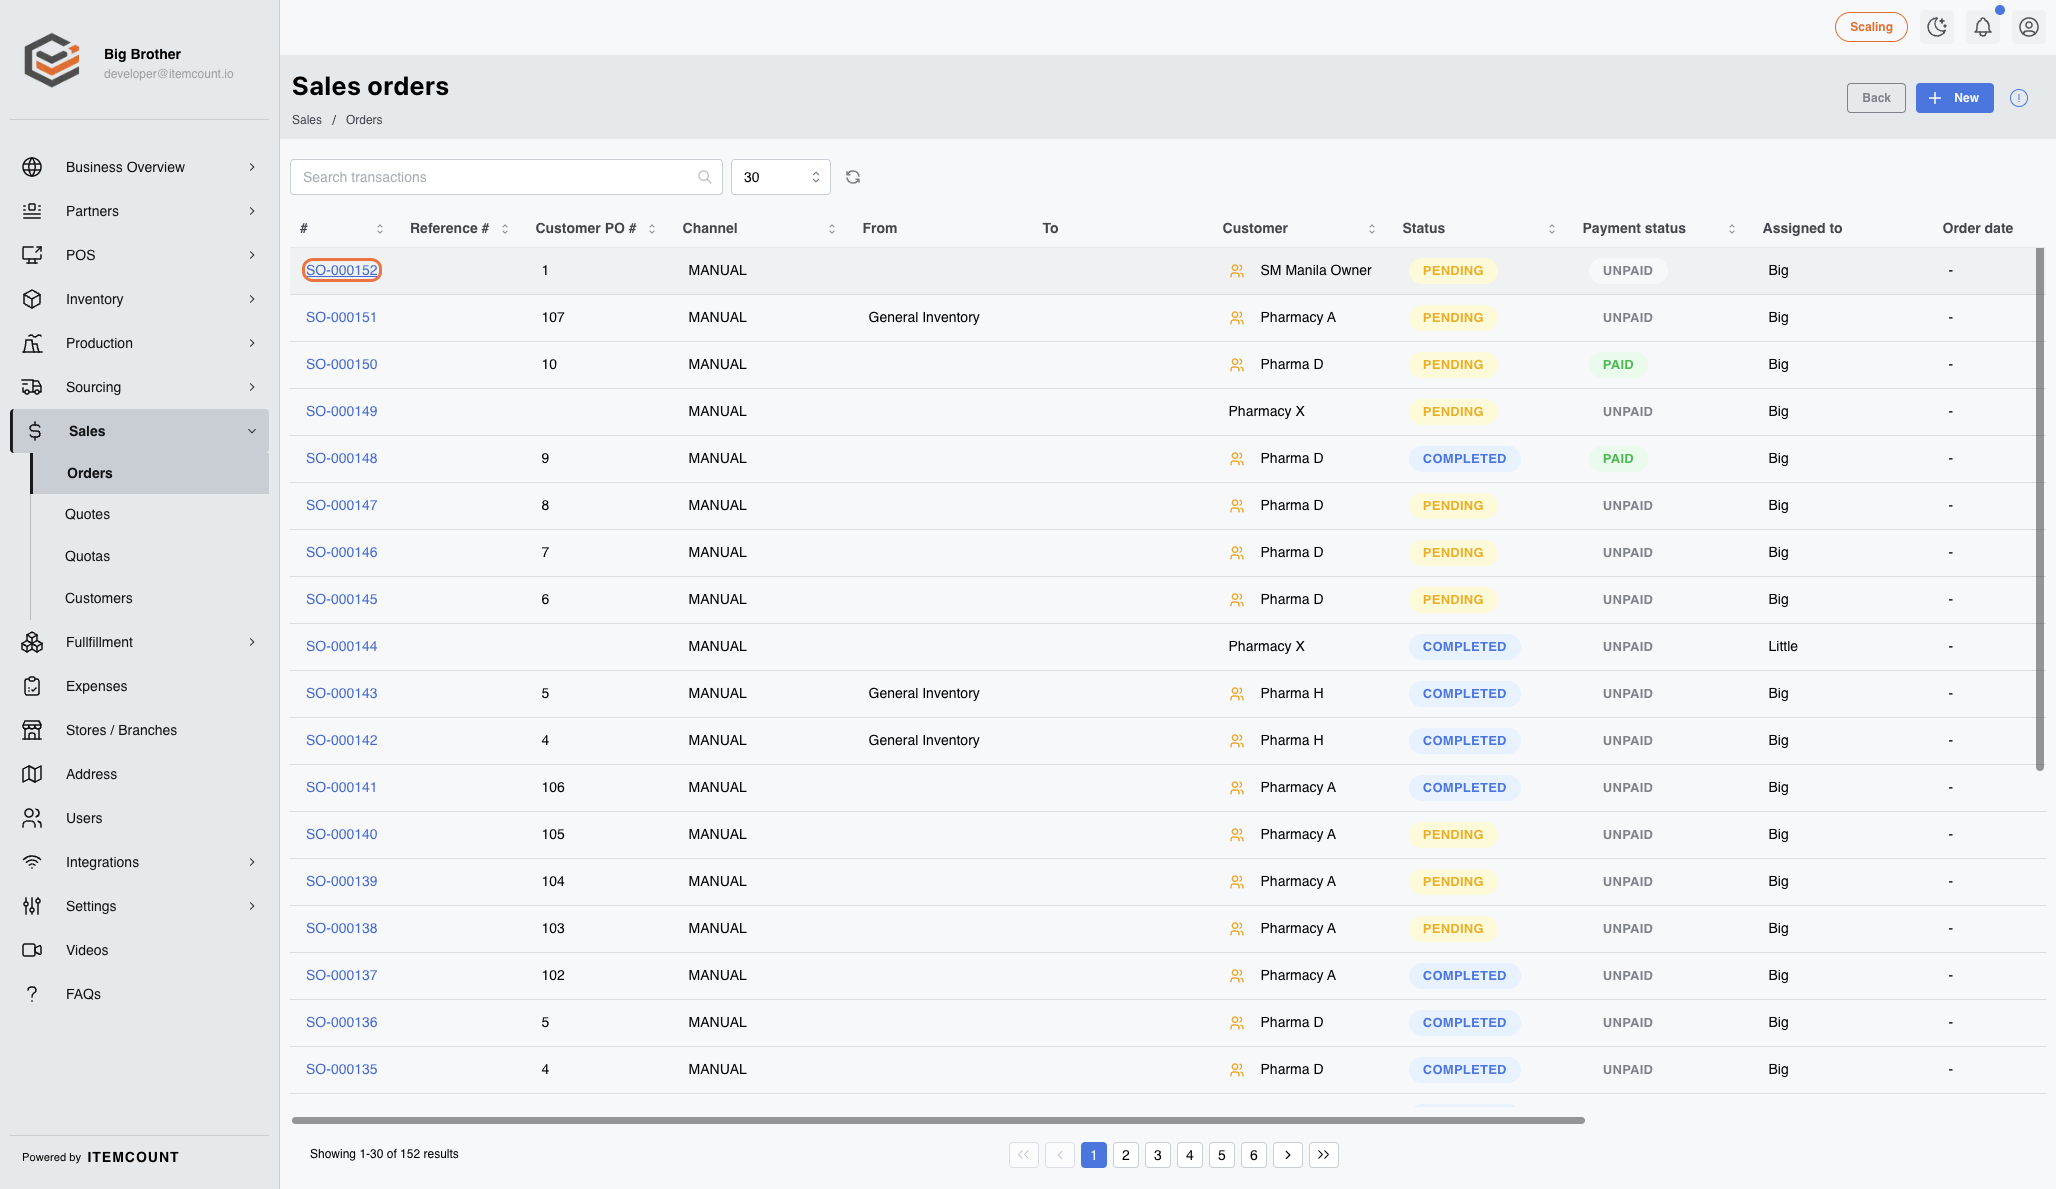 Big Brother
developer@itemcount.io
Business Overview
Partners
POS
Inventory
Production
Sourcing
Sales
Orders
Quotes
Quotas
Customers
Fullfillment
Expenses
Stores / Branches
Address
Users
Integrations
Settings
Videos
FAQs
Powered by ITEMCOUNT
Scaling
Sales orders
Sales / Orders
Back
New
Search transactions
30
# Reference # Customer PO # Channel From To Customer Status Payment status Assigned to Order date
SO-000152 1 MANUAL SM Manila Owner PENDING UNPAID Big -
SO-000151 107 MANUAL General Inventory Pharmacy A PENDING UNPAID Big -
SO-000150 10 MANUAL Pharma D PENDING PAID Big -
SO-000149 MANUAL Pharmacy X PENDING UNPAID Big -
SO-000148 9 MANUAL Pharma D COMPLETED PAID Big -
SO-000147 8 MANUAL Pharma D PENDING UNPAID Big -
SO-000146 7 MANUAL Pharma D PENDING UNPAID Big -
SO-000145 6 MANUAL Pharma D PENDING UNPAID Big -
SO-000144 MANUAL Pharmacy X COMPLETED UNPAID Little -
SO-000143 5 MANUAL General Inventory Pharma H COMPLETED UNPAID Big -
SO-000142 4 MANUAL General Inventory Pharma H COMPLETED UNPAID Big -
SO-000141 106 MANUAL Pharmacy A COMPLETED UNPAID Big -
SO-000140 105 MANUAL Pharmacy A PENDING UNPAID Big -
SO-000139 104 MANUAL Pharmacy A PENDING UNPAID Big -
SO-000138 103 MANUAL Pharmacy A PENDING UNPAID Big -
SO-000137 102 MANUAL Pharmacy A COMPLETED UNPAID Big -
SO-000136 5 MANUAL Pharma D COMPLETED UNPAID Big -
SO-000135 4 MANUAL Pharma D COMPLETED UNPAID Big -
Showing 1-30 of 152 results
1 2 3 4 5 6